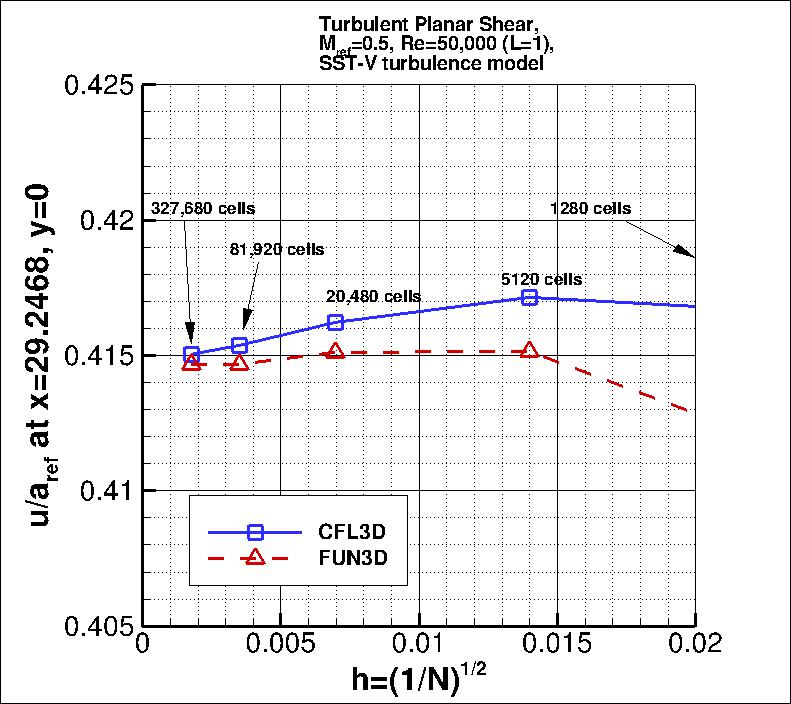 Turbulent Planar Shear,
M_ref=0.5, Re=50,000 (L=1),
SST-V turbulence model
0.425
0.42
0.415
0.41
0.405
u/a_ref at x=29.2468, y=0
327,680 cells
81,920 cells
20,480 cells
5120 cells
1280 cells
CFL3D
FUN3D
0
0.005
0.01
0.015
0.02
h=(1/N)^1/2